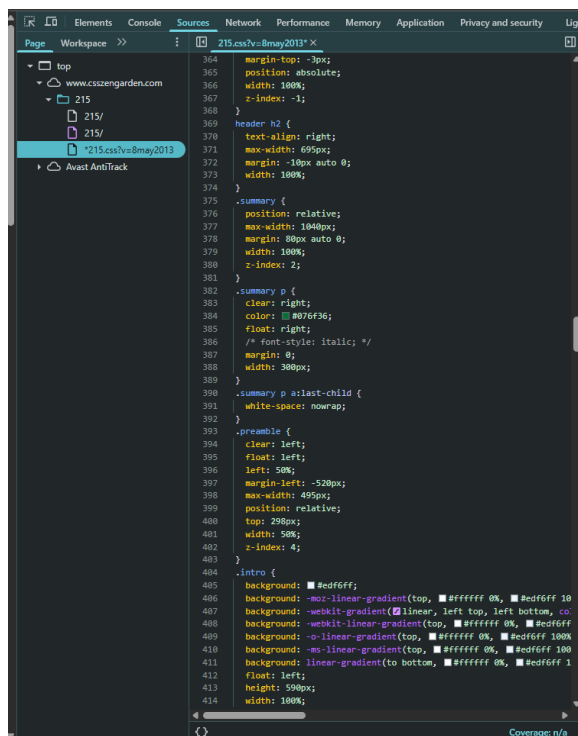 Elements Console Sources Network Performance Memory Application Privacy and security Lig
Page Workspace
215.css?v=8may2013* ×
top
www.csszengarden.com
215
215/
215/
*215.css?v=8may2013
Avast AntiTrack
364 margin-top: -3px;
365 position: absolute;
366 width: 100%;
367 z-index: -1;
368 }
369 header h2 {
370 text-align: right;
371 max-width: 695px;
372 margin: -10px auto 0;
373 width: 100%;
374 }
375 .summary {
376 position: relative;
377 max-width: 1040px;
378 margin: 80px auto 0;
379 width: 100%;
380 z-index: 2;
381 }
382 .summary p {
383 clear: right;
384 color: #076f36;
385 float: right;
386 /* font-style: italic; */
387 margin: 0;
388 width: 300px;
389 }
390 .summary p a:last-child {
391 white-space: nowrap;
392 }
393 .preamble {
394 clear: left;
395 float: left;
396 left: 50%;
397 margin-left: -520px;
398 max-width: 495px;
399 position: relative;
400 top: 298px;
401 width: 50%;
402 z-index: 4;
403 }
404 .intro {
405 background: #edf6ff;
406 background: -moz-linear-gradient(top, #ffffff 0%, #edf6ff 10
407 background: -webkit-gradient(linear, left top, left bottom, co
408 background: -webkit-linear-gradient(top, #ffffff 0%, #edf6ff
409 background: -o-linear-gradient(top, #ffffff 0%, #edf6ff 100%
410 background: -ms-linear-gradient(top, #ffffff 0%, #edf6ff 100
411 background: linear-gradient(to bottom, #ffffff 0%, #edf6ff 1
412 float: left;
413 height: 590px;
414 width: 100%;
{} Coverage: n/a